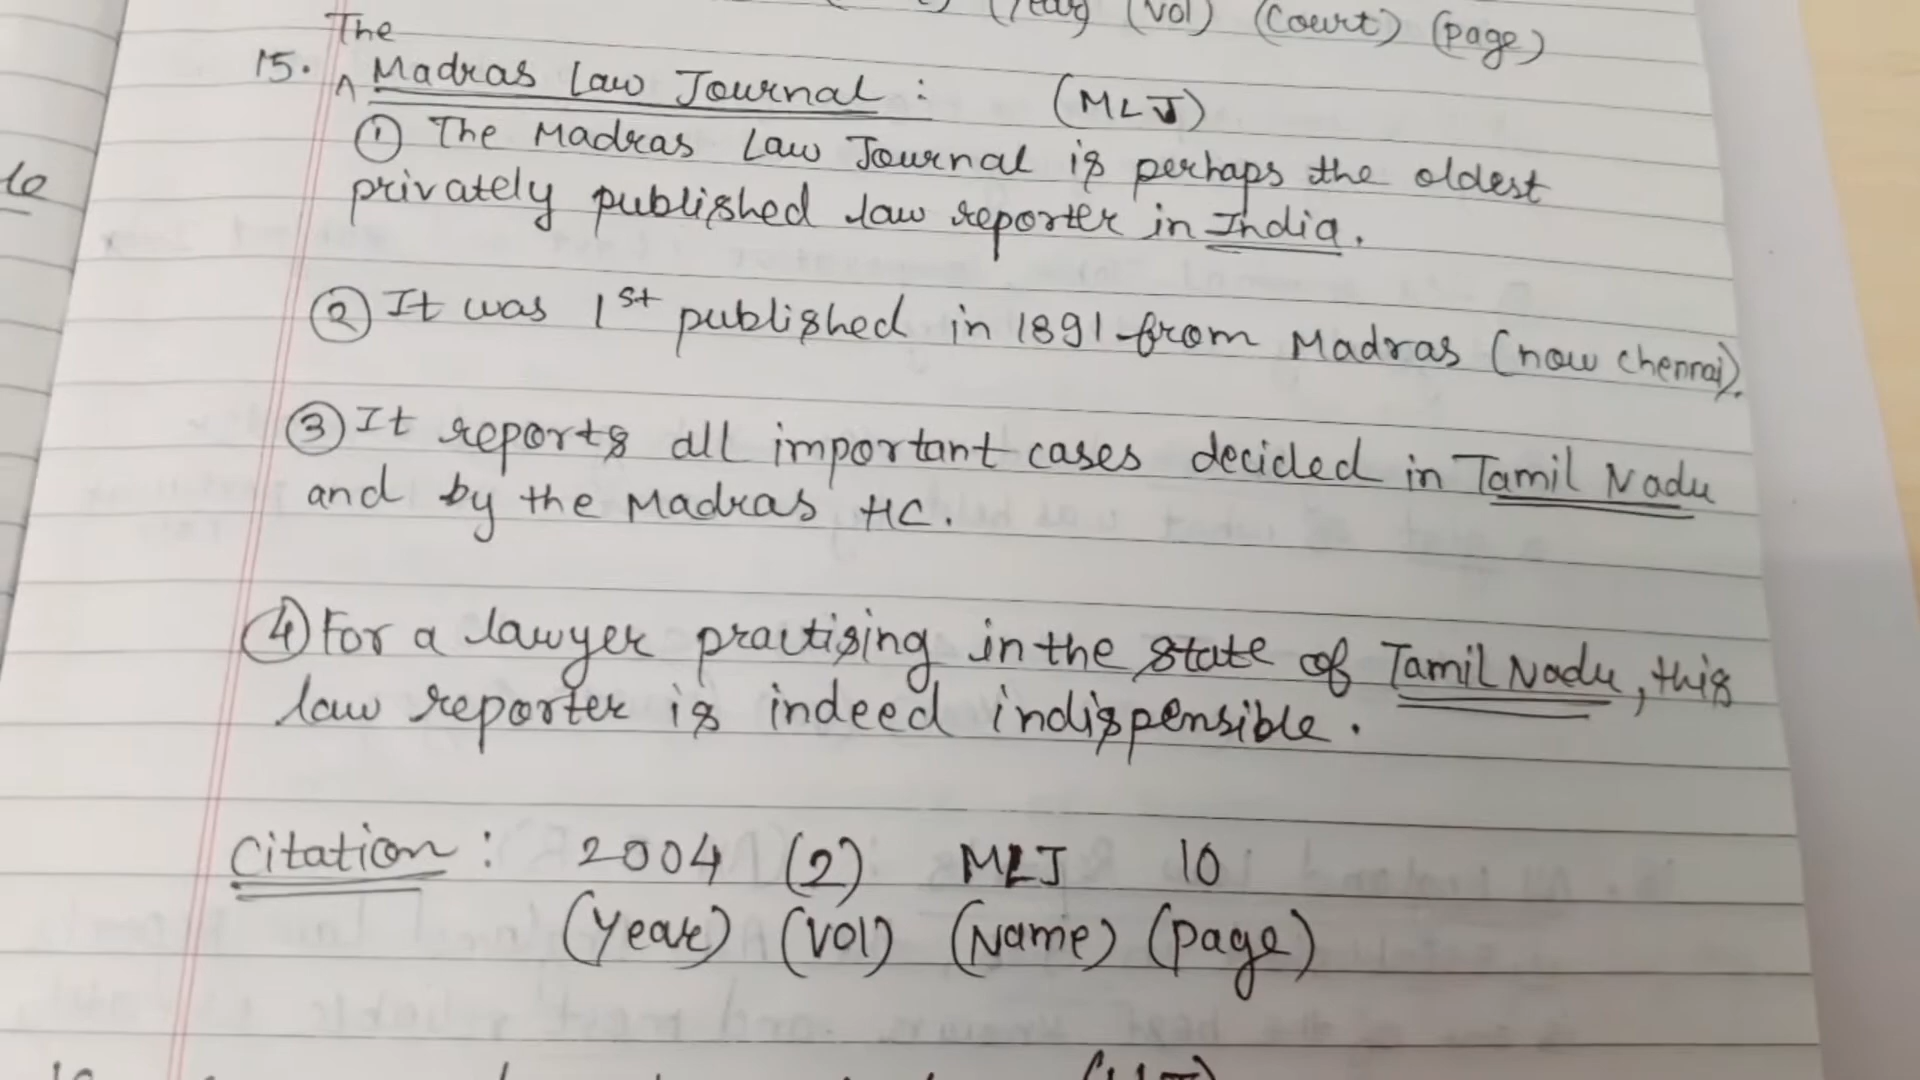 (Year) (Vol) (Court) (page)
The
15. ^ Madras Law Journal : (MLJ)
① The Madras Law Journal is perhaps the oldest
privately published law reporter in India.
② It was 1st published in 1891 from Madras (now chennai).
③ It reports all important cases decided in Tamil Nadu
and by the Madras HC.
④ For a lawyer practising in the state of Tamil Nadu, this
law reporter is indeed indispensible.
Citation : 2004 (2) MLJ 10
(Year) (Vol) (Name) (page)